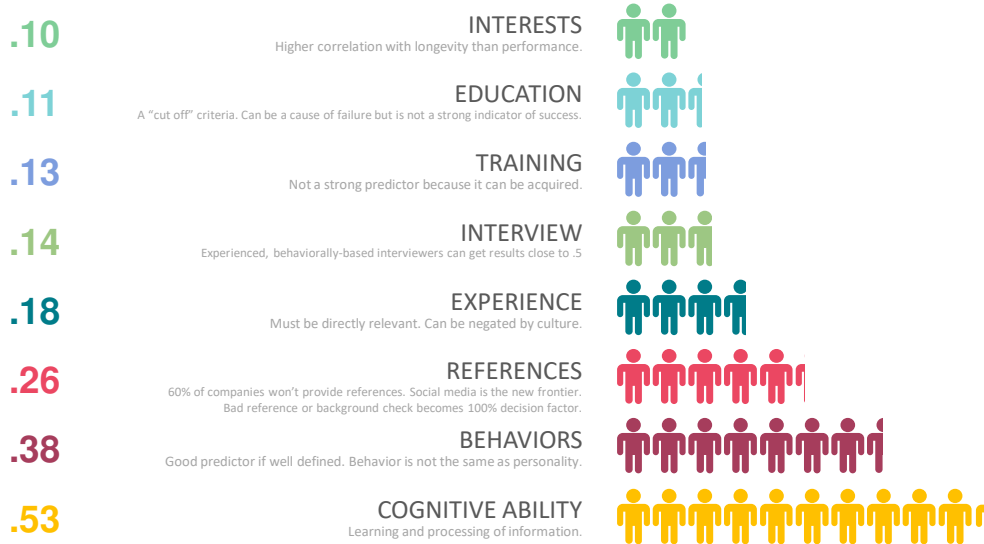 .10
INTERESTS
Higher correlation with longevity than performance.
.11
EDUCATION
A “cut off” criteria. Can be a cause of failure but is not a strong indicator of success.
.13
TRAINING
Not a strong predictor because it can be acquired.
.14
INTERVIEW
Experienced, behaviorally-based interviewers can get results close to .5
.18
EXPERIENCE
Must be directly relevant. Can be negated by culture.
.26
REFERENCES
60% of companies won’t provide references. Social media is the new frontier.
Bad reference or background check becomes 100% decision factor.
.38
BEHAVIORS
Good predictor if well defined. Behavior is not the same as personality.
.53
COGNITIVE ABILITY
Learning and processing of information.